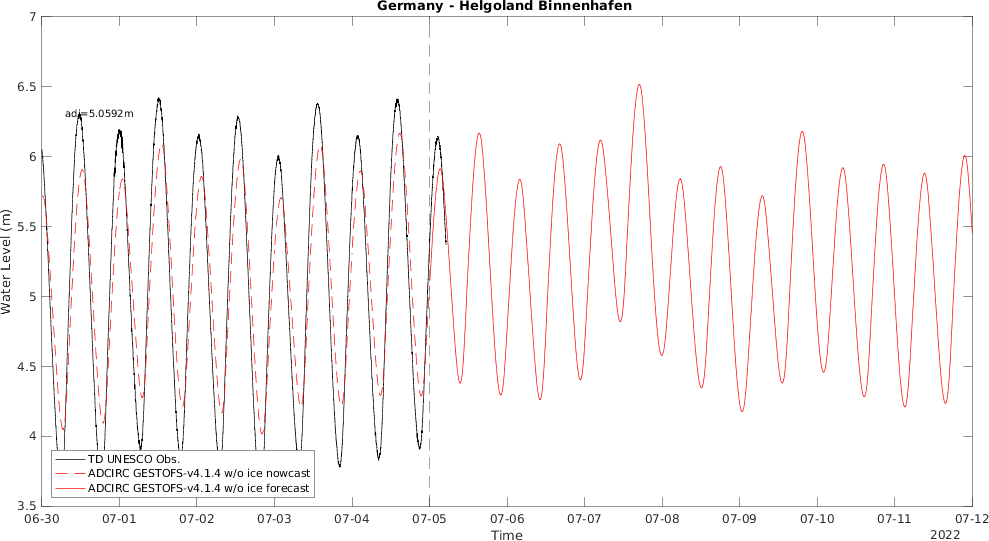 Germany - Helgoland Binnenhafen
7
6.5
6
5.5
5
4.5
4
3.5
Water Level (m)
adj=5.0592m
TD UNESCO Obs.
ADCIRC GESTOFS-v4.1.4 w/o ice nowcast
ADCIRC GESTOFS-v4.1.4 w/o ice forecast
06-30 07-01 07-02 07-03 07-04 07-05 07-06 07-07 07-08 07-09 07-10 07-11 07-12
Time
2022